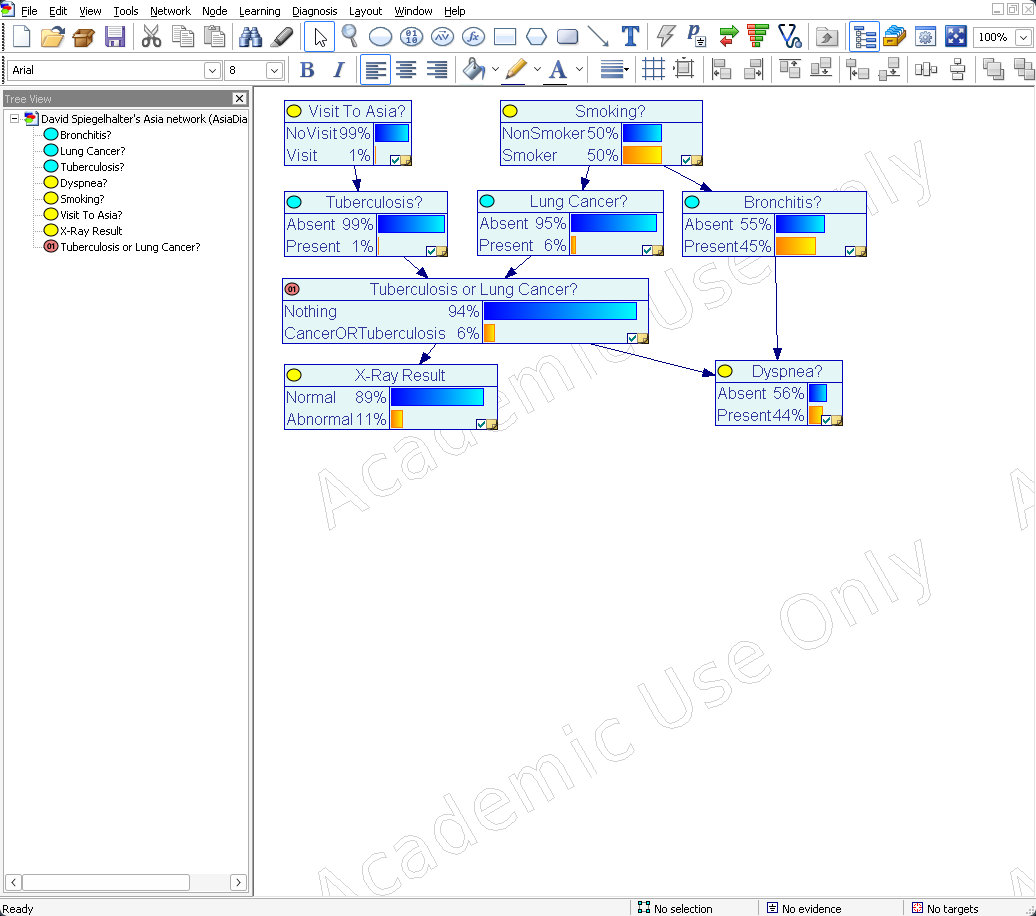 File Edit View Tools Network Node Learning Diagnosis Layout Window Help
100%
Arial 8 B I A
Tree View
David Spiegelhalter's Asia network (AsiaDia
Bronchitis?
Lung Cancer?
Tuberculosis?
Dyspnea?
Smoking?
Visit To Asia?
X-Ray Result
01 Tuberculosis or Lung Cancer?
Visit To Asia?
NoVisit 99%
Visit 1%
Smoking?
NonSmoker 50%
Smoker 50%
Tuberculosis?
Absent 99%
Present 1%
Lung Cancer?
Absent 95%
Present 6%
Bronchitis?
Absent 55%
Present 45%
01 Tuberculosis or Lung Cancer?
Nothing 94%
CancerORTuberculosis 6%
X-Ray Result
Normal 89%
Abnormal 11%
Dyspnea?
Absent 56%
Present 44%
Academic Use Only
Academic Use Only
Ready No selection No evidence No targets